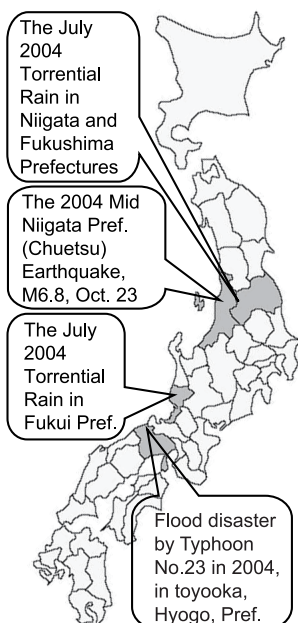 The July
2004
Torrential
Rain in
Niigata and
Fukushima
Prefectures
The 2004 Mid
Niigata Pref.
(Chuetsu)
Earthquake,
M6.8, Oct. 23
The July
2004
Torrential
Rain in
Fukui Pref.
Flood disaster
by Typhoon
No.23 in 2004,
in toyooka,
Hyogo, Pref.